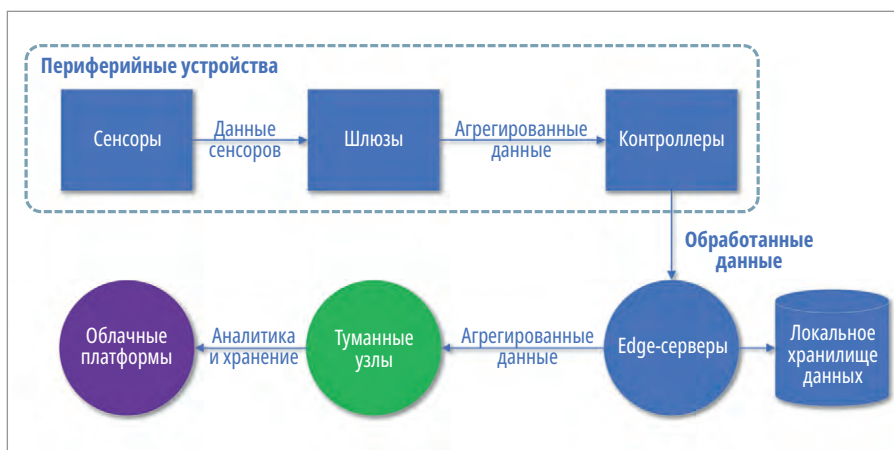 Периферийные устройства
Сенсоры
Данные
сенсоров
Шлюзы
Агрегированные
данные
Контроллеры
Обработанные
данные
Облачные
платформы
Аналитика
и хранение
Туманные
узлы
Агрегированные
данные
Edge-серверы
Локальное
хранилище
данных